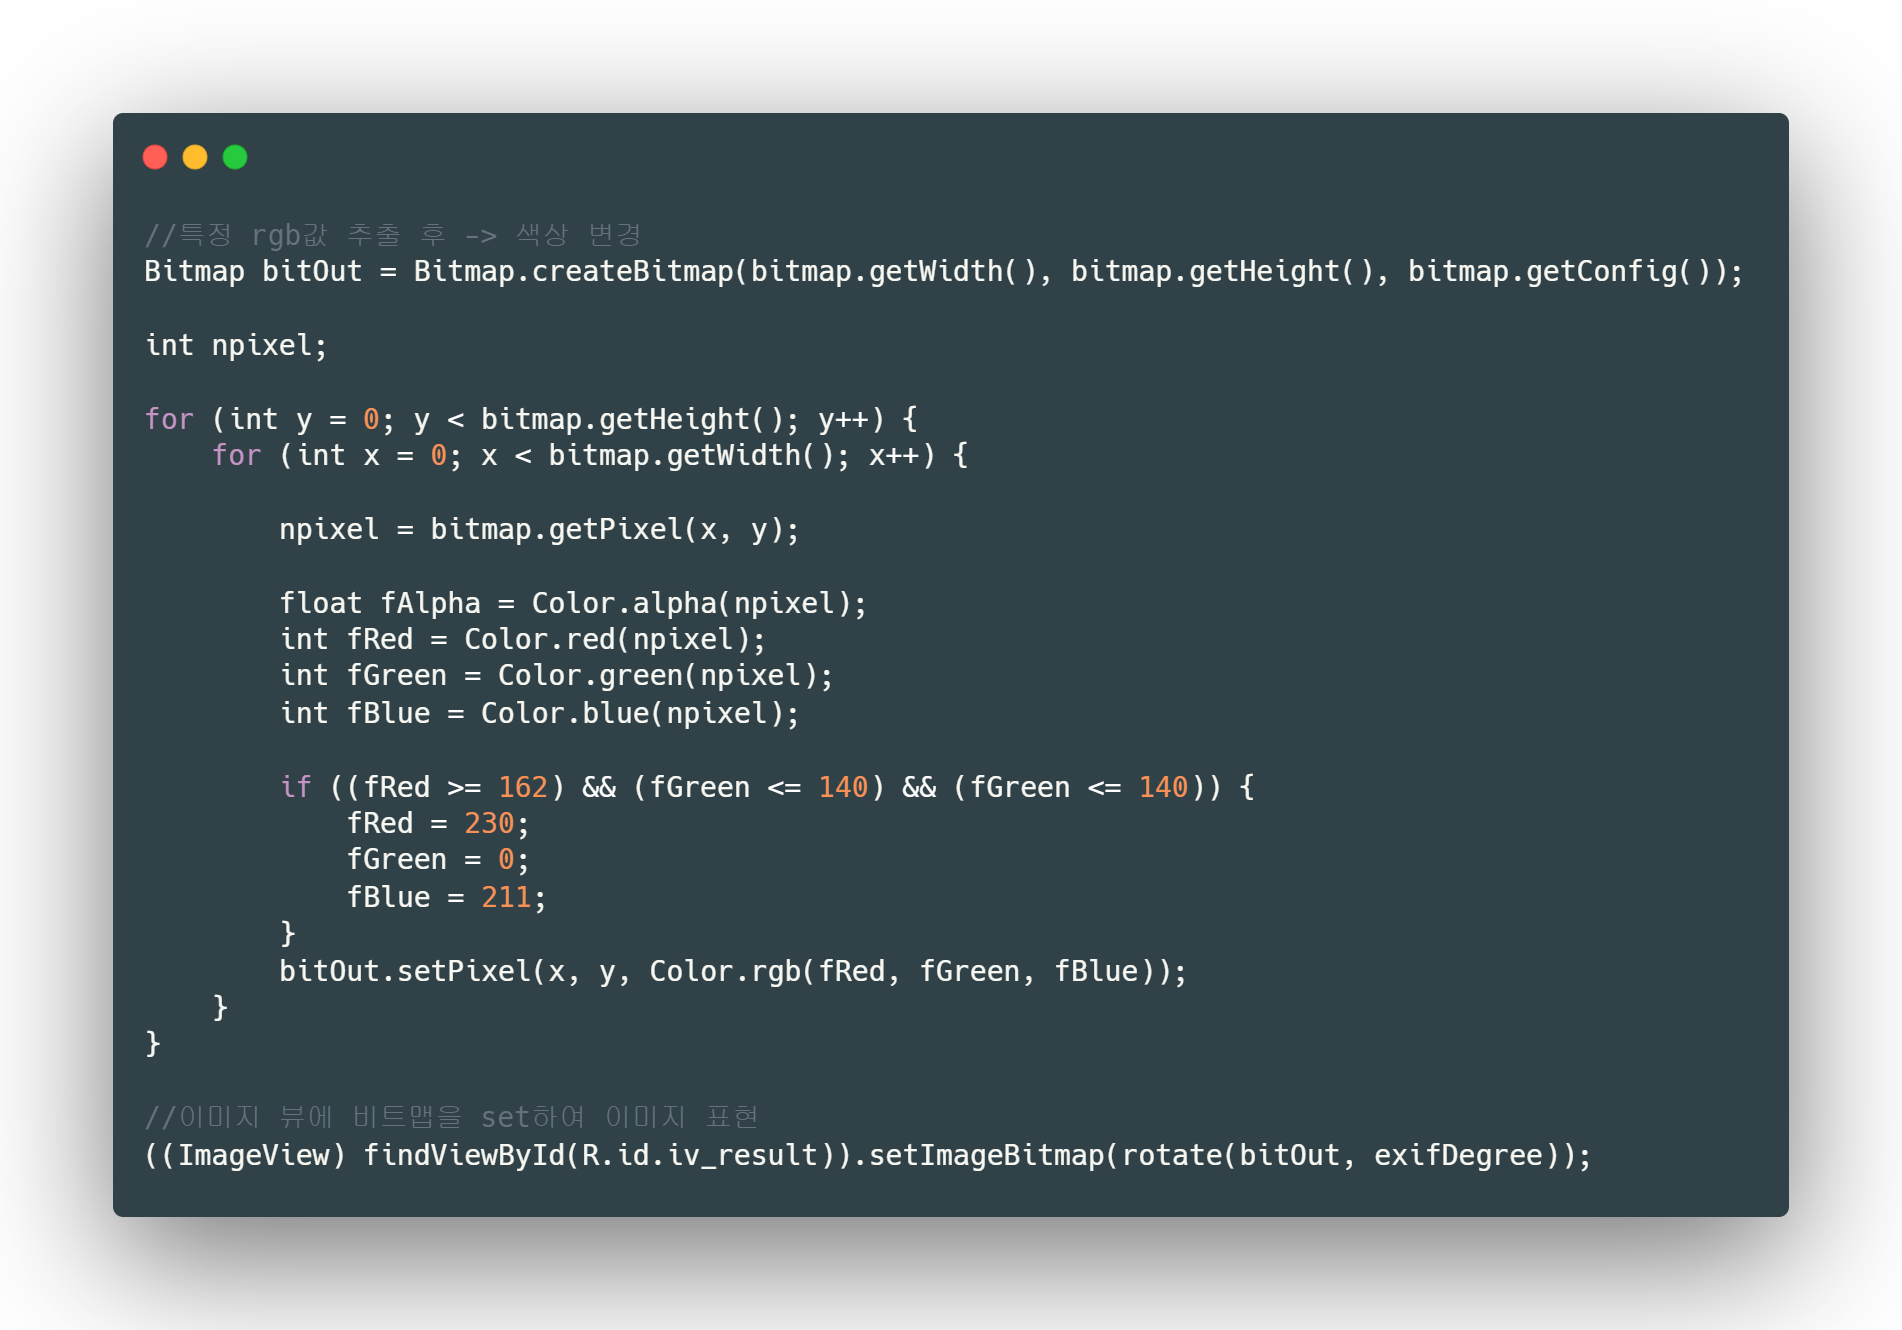 //특정 rgb값 추출 후 -> 색상 변경
Bitmap bitOut = Bitmap.createBitmap(bitmap.getWidth(), bitmap.getHeight(), bitmap.getConfig());
int npixel;
for (int y = 0; y < bitmap.getHeight(); y++) {
    for (int x = 0; x < bitmap.getWidth(); x++) {
        npixel = bitmap.getPixel(x, y);
        float fAlpha = Color.alpha(npixel);
        int fRed = Color.red(npixel);
        int fGreen = Color.green(npixel);
        int fBlue = Color.blue(npixel);
        if ((fRed >= 162) && (fGreen <= 140) && (fGreen <= 140)) {
            fRed = 230;
            fGreen = 0;
            fBlue = 211;
        }
        bitOut.setPixel(x, y, Color.rgb(fRed, fGreen, fBlue));
    }
}
//이미지 뷰에 비트맵을 set하여 이미지 표현
((ImageView) findViewById(R.id.iv_result)).setImageBitmap(rotate(bitOut, exifDegree));